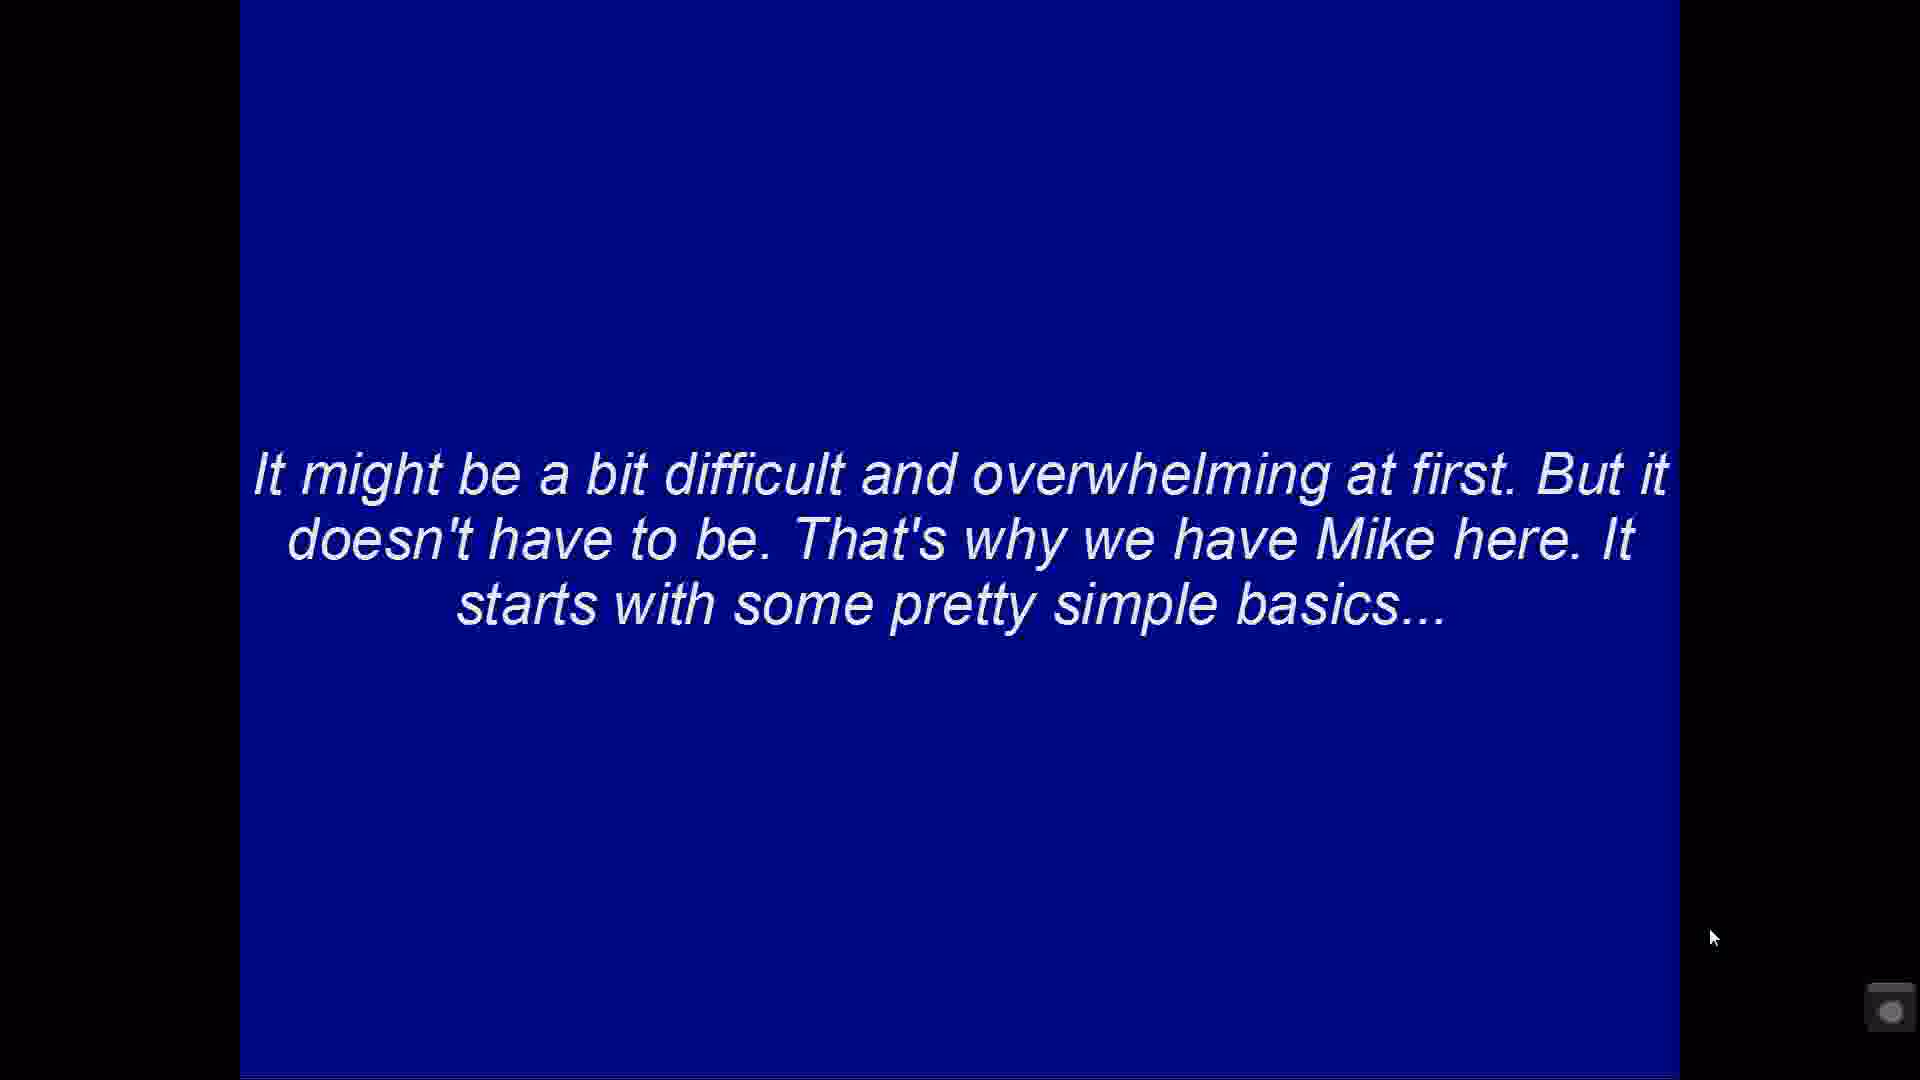 It might be a bit difficult and overwhelming at first. But it
doesn't have to be. That's why we have Mike here. It
starts with some pretty simple basics...